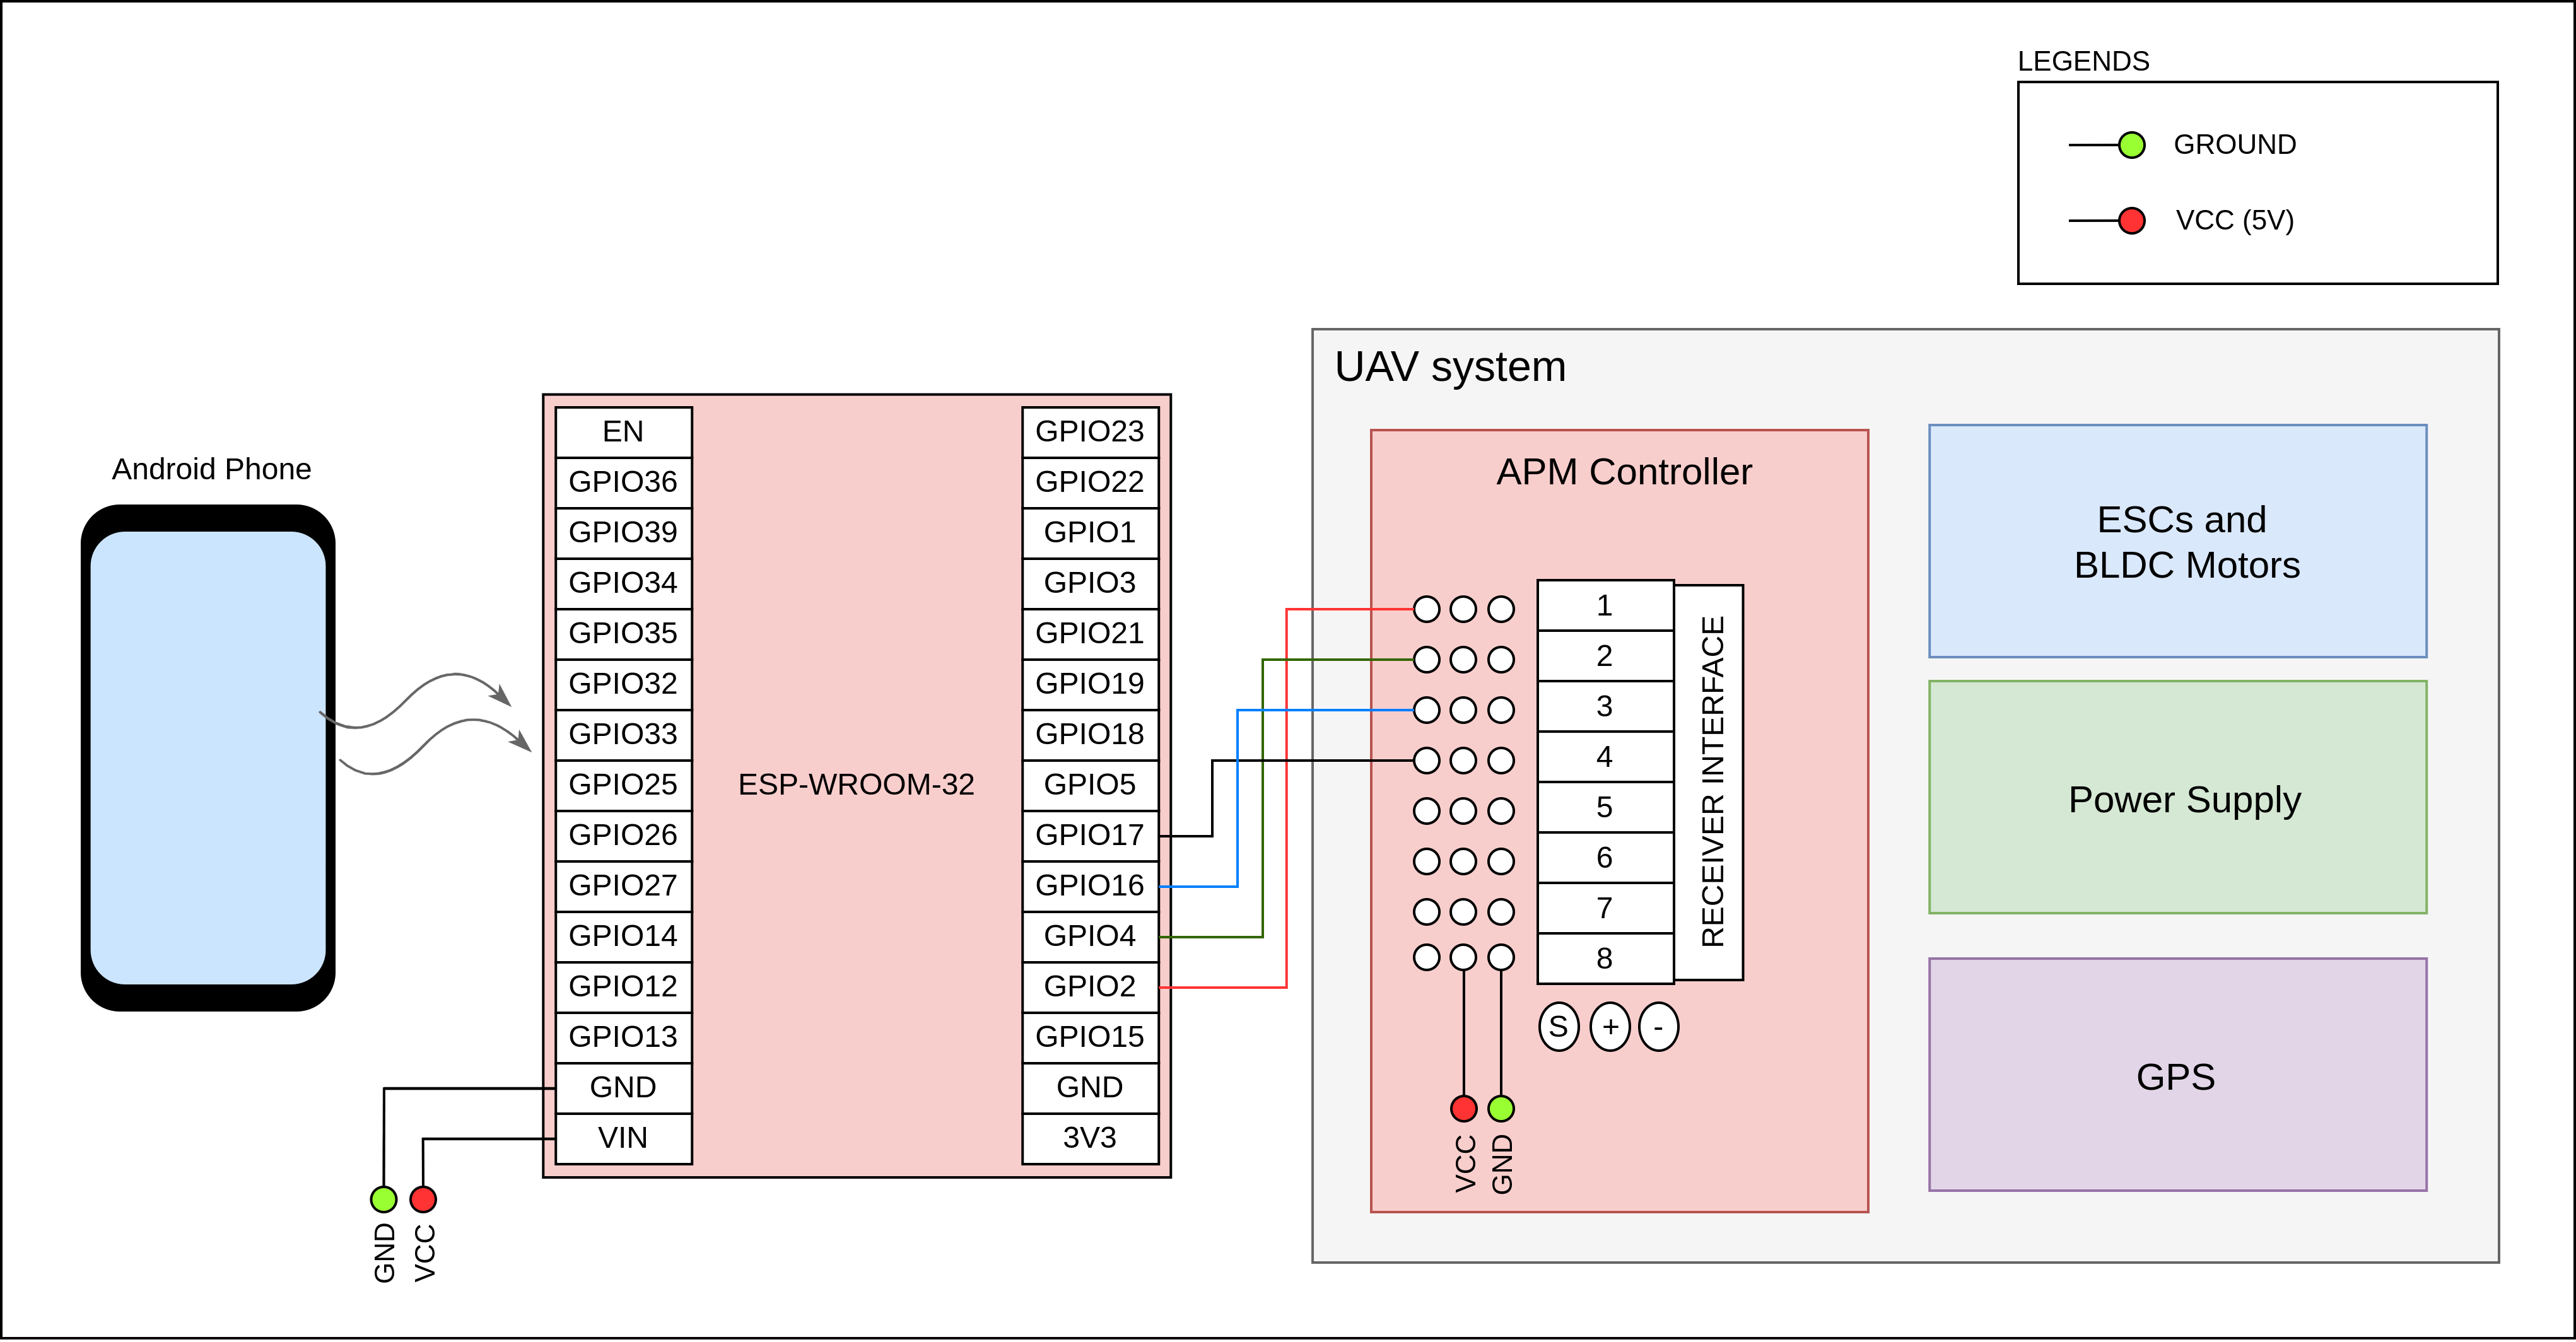 LEGENDS
GROUND
VCC (5V)
UAV system
Android Phone
EN
GPIO36
GPIO39
GPIO34
GPIO35
GPIO32
GPIO33
GPIO25
GPIO26
GPIO27
GPIO14
GPIO12
GPIO13
GND
VIN
ESP-WROOM-32
GPIO23
GPIO22
GPIO1
GPIO3
GPIO21
GPIO19
GPIO18
GPIO5
GPIO17
GPIO16
GPIO4
GPIO2
GPIO15
GND
3V3
GND
VCC
APM Controller
1
2
3
4
5
6
7
8
RECEIVER INTERFACE
S + -
VCC
GND
ESCs and
BLDC Motors
Power Supply
GPS